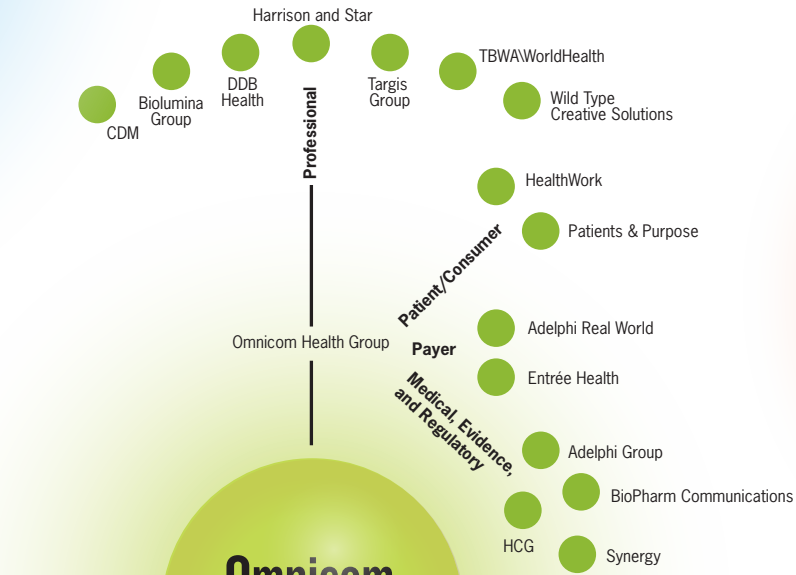 Harrison and Star
TBWA\WorldHealth
DDB
Health
Targis
Group
Biolumina
Group
Wild Type
Creative Solutions
CDM
Professional
HealthWork
Patients & Purpose
Patient/Consumer
Adelphi Real World
Omnicom Health Group
Payer
Entrée Health
Medical, Evidence,
and Regulatory
Adelphi Group
BioPharm Communications
HCG
Synergy
Omnicom